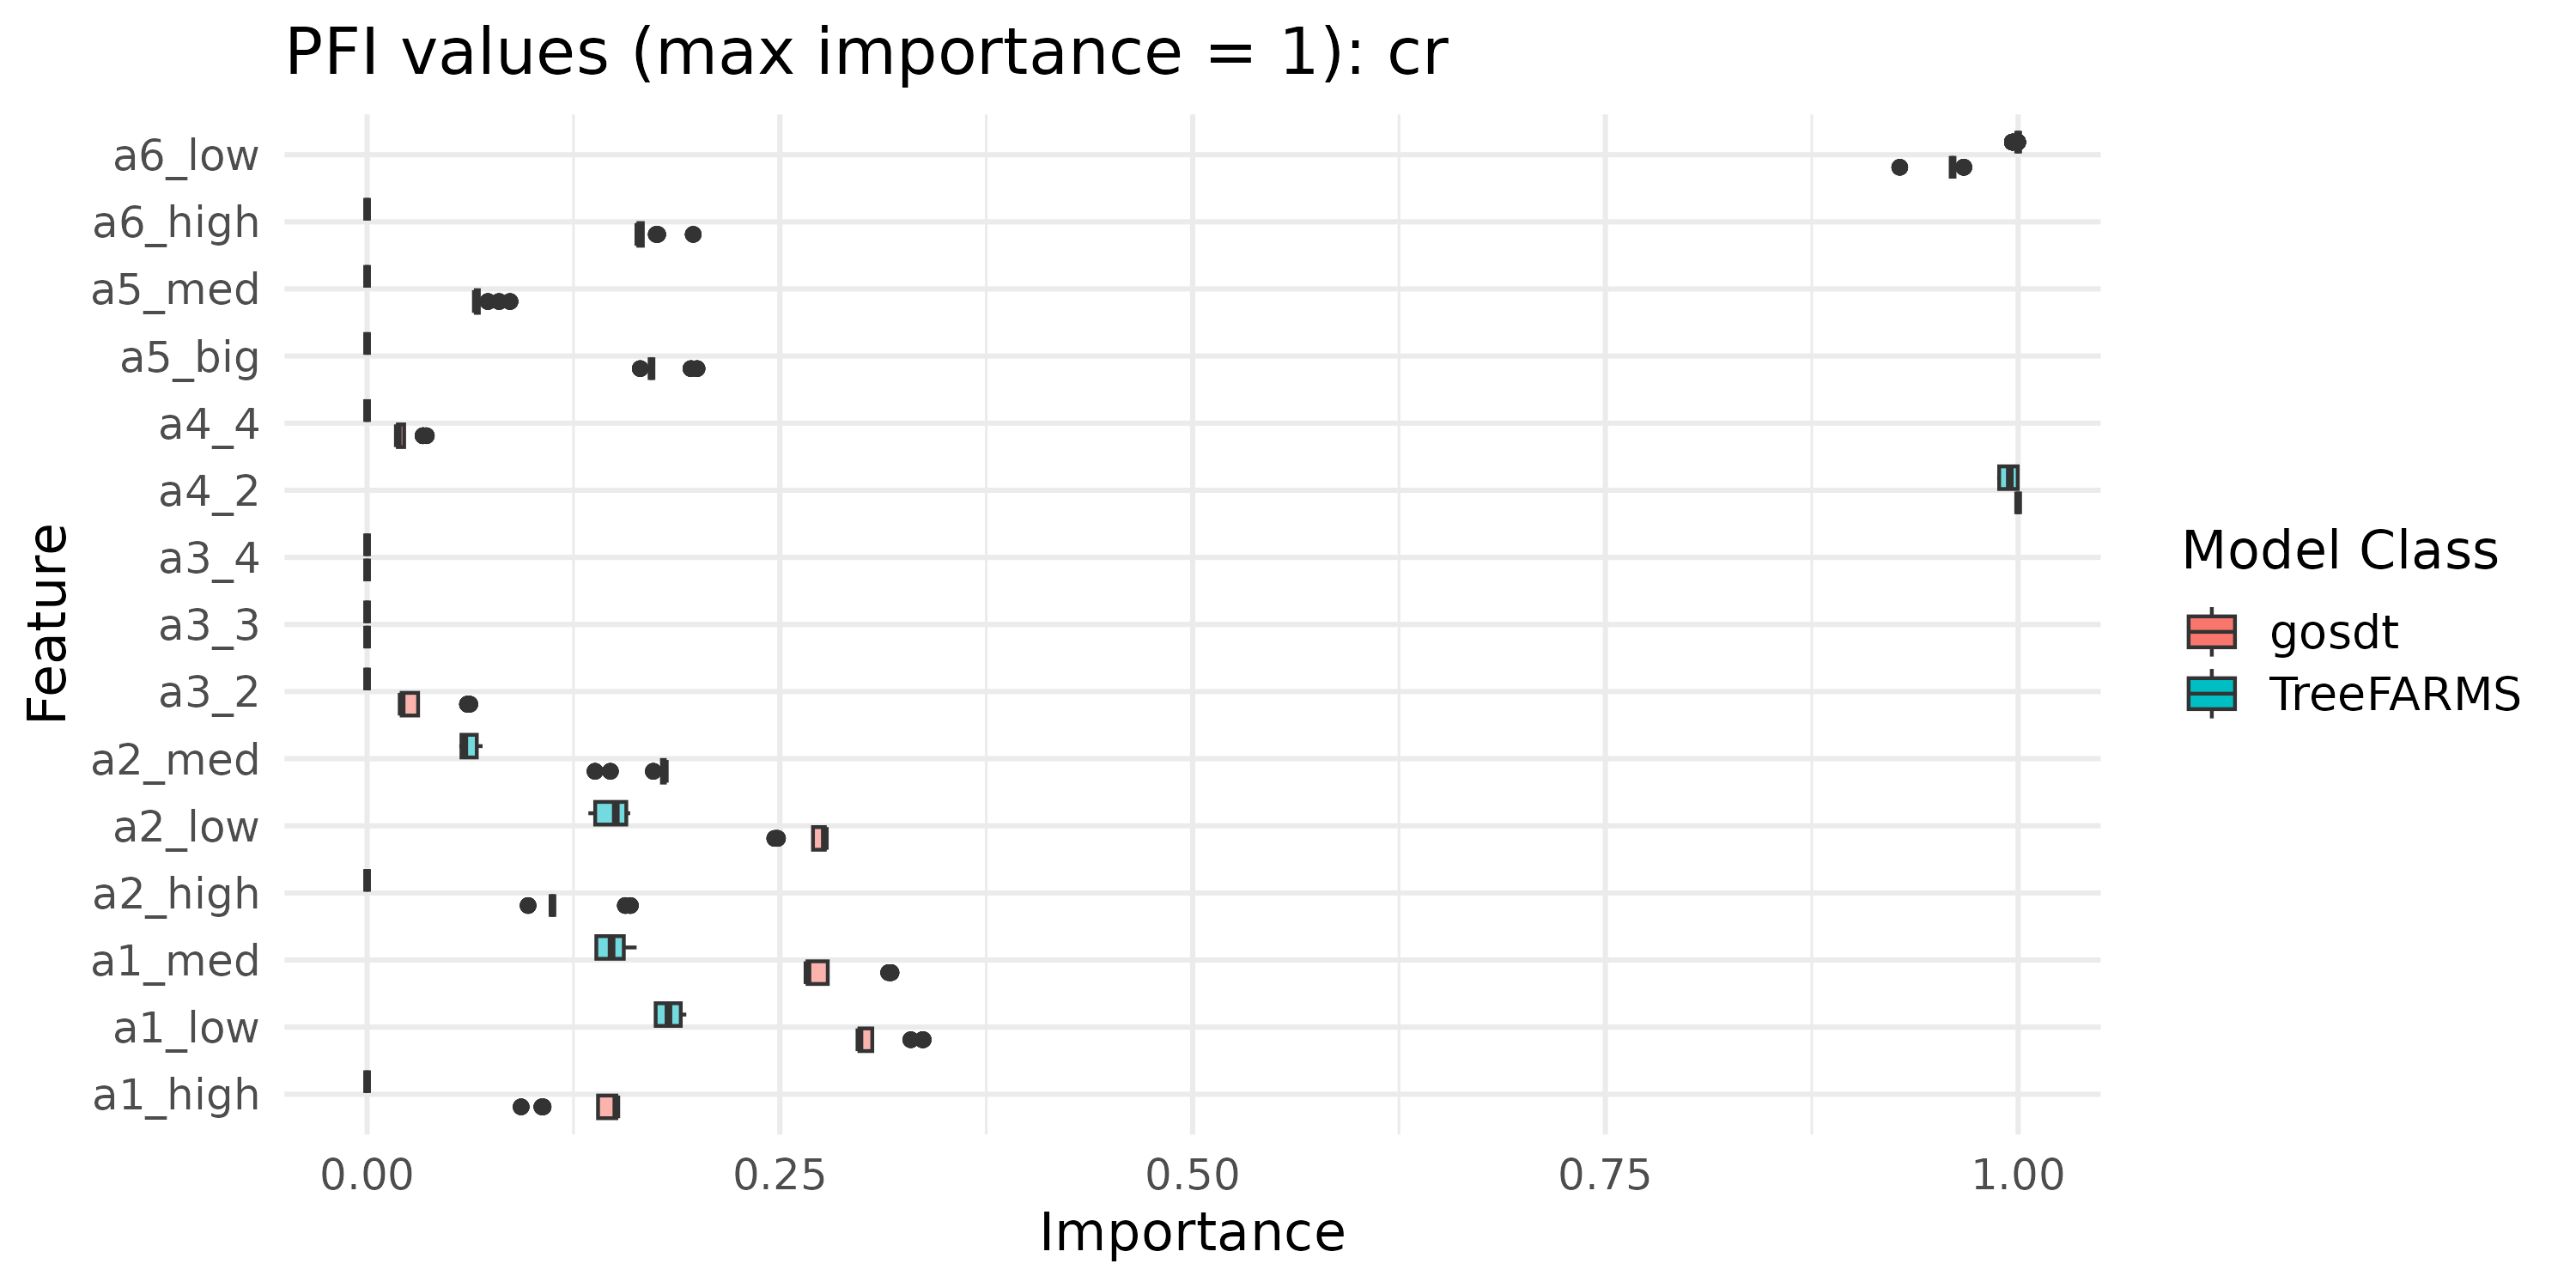 PFI values (max importance = 1): cr
a6_low
a6_high
a5_med
a5_big
a4_4
a4_2
a3_4
a3_3
a3_2
a2_med
a2_low
a2_high
a1_med
a1_low
a1_high
Feature
0.00 0.25 0.50 0.75 1.00
Importance
Model Class
gosdt
TreeFARMS